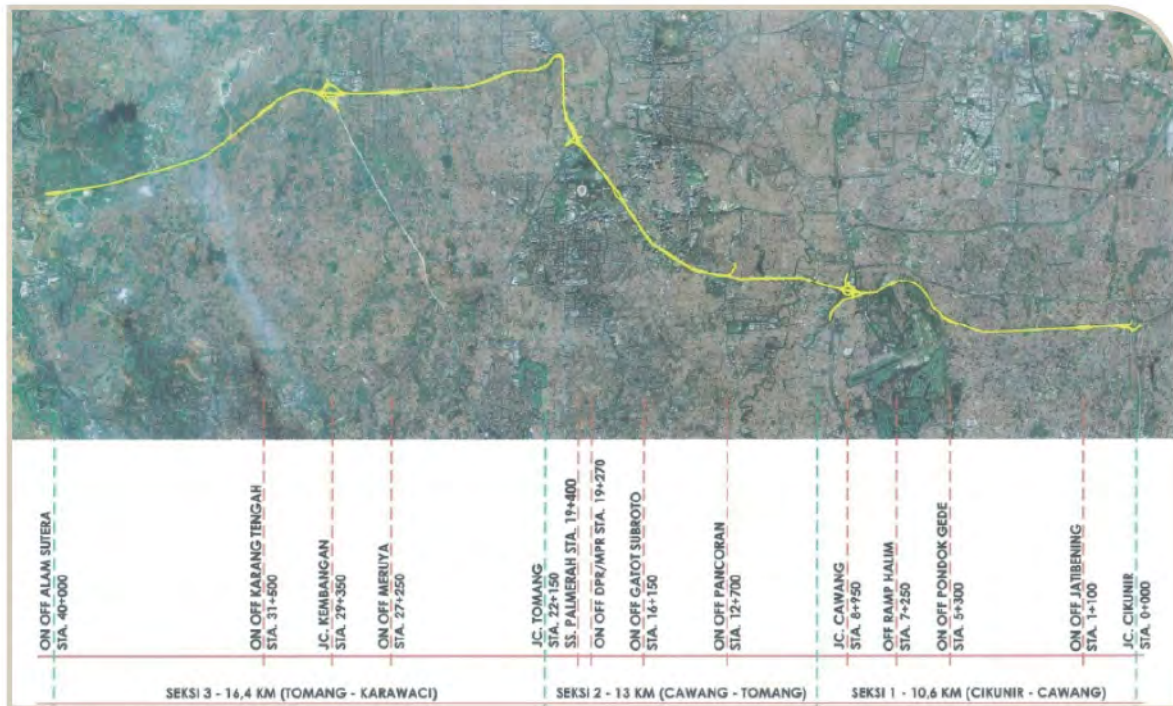 ON OFF ALAM SUTERA
STA. 40+000
ON OFF KARANG TENGAH
STA. 31+500
JC. KEMBANGAN
STA. 29+350
ON OFF MERUYA
STA. 27+250
JC. TOMANG
STA. 22+150
SS. PALMERAH STA. 19+400
ON OFF DPR/MPR STA. 19+270
ON OFF GATOT SUBROTO
STA. 16+150
ON OFF PANCORAN
STA. 12+700
JC. CAWANG
STA. 8+950
OFF RAMP HALIM
STA. 7+250
ON OFF PONDOK GEDE
STA. 5+300
ON OFF JATIBENING
STA. 1+100
JC. CIKUNIR
STA. 0+000
SEKSI 3 - 16,4 KM (TOMANG - KARAWACI)
SEKSI 2 - 13 KM (CAWANG - TOMANG)
SEKSI 1 - 10,6 KM (CIKUNIR - CAWANG)